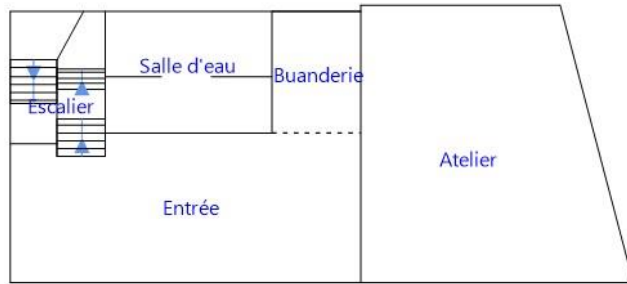 Salle d'eau
Buanderie
Escalier
Atelier
Entrée